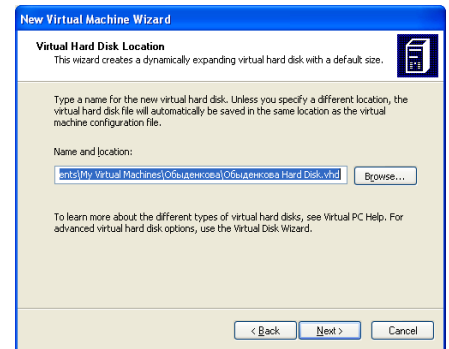 New Virtual Machine Wizard
Virtual Hard Disk Location
This wizard creates a dynamically expanding virtual hard disk with a default size.
Type a name for the new virtual hard disk. Unless you specify a different location, the
virtual hard disk file will automatically be saved in the same location as the virtual
machine configuration file.
Name and location:
ents\My Virtual Machines\Обыденкова\Обыденкова Hard Disk.vhd
Browse...
To learn more about the different types of virtual hard disks, see Virtual PC Help. For
advanced virtual hard disk options, use the Virtual Disk Wizard.
< Back Next > Cancel